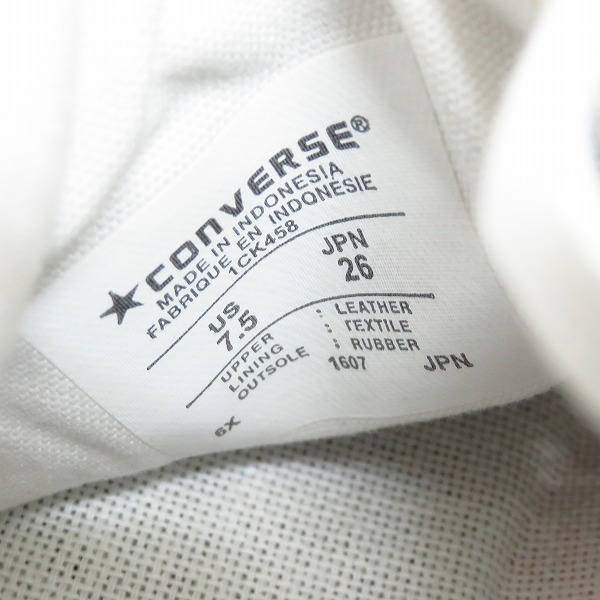 ★CONVERSE®
MADE IN INDONESIA
FABRIQUE EN INDONESIE
1CK458
US JPN
7.5 26
UPPER : LEATHER
LINING : TEXTILE
OUTSOLE : RUBBER
6X 1607 JPN